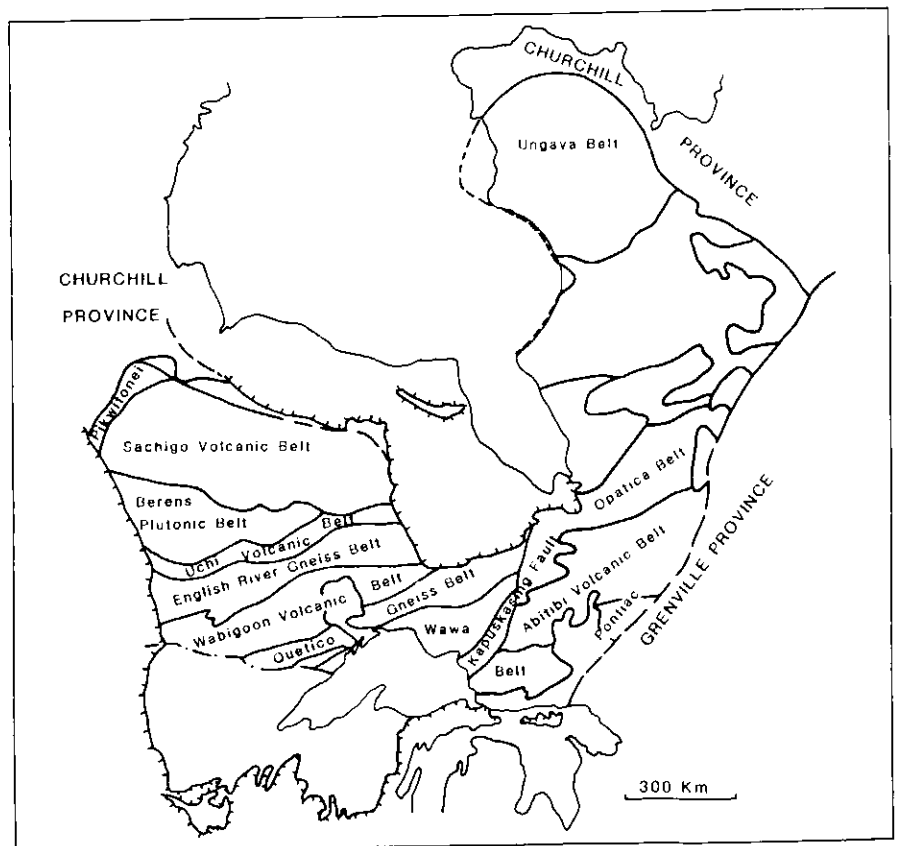 CHURCHILL
PROVINCE
Ungava Belt
CHURCHILL
PROVINCE
Pikwitonei
Sachigo Volcanic Belt
Berens
Plutonic Belt
Uchi Volcanic Belt
English River Gneiss Belt
Wabigoon Volcanic Belt
Quetico Gneiss Belt
Wawa
Kapuskasing Fault
Opatica Belt
Abitibi Volcanic Belt
Pontiac
Belt
GRENVILLE PROVINCE
300 Km